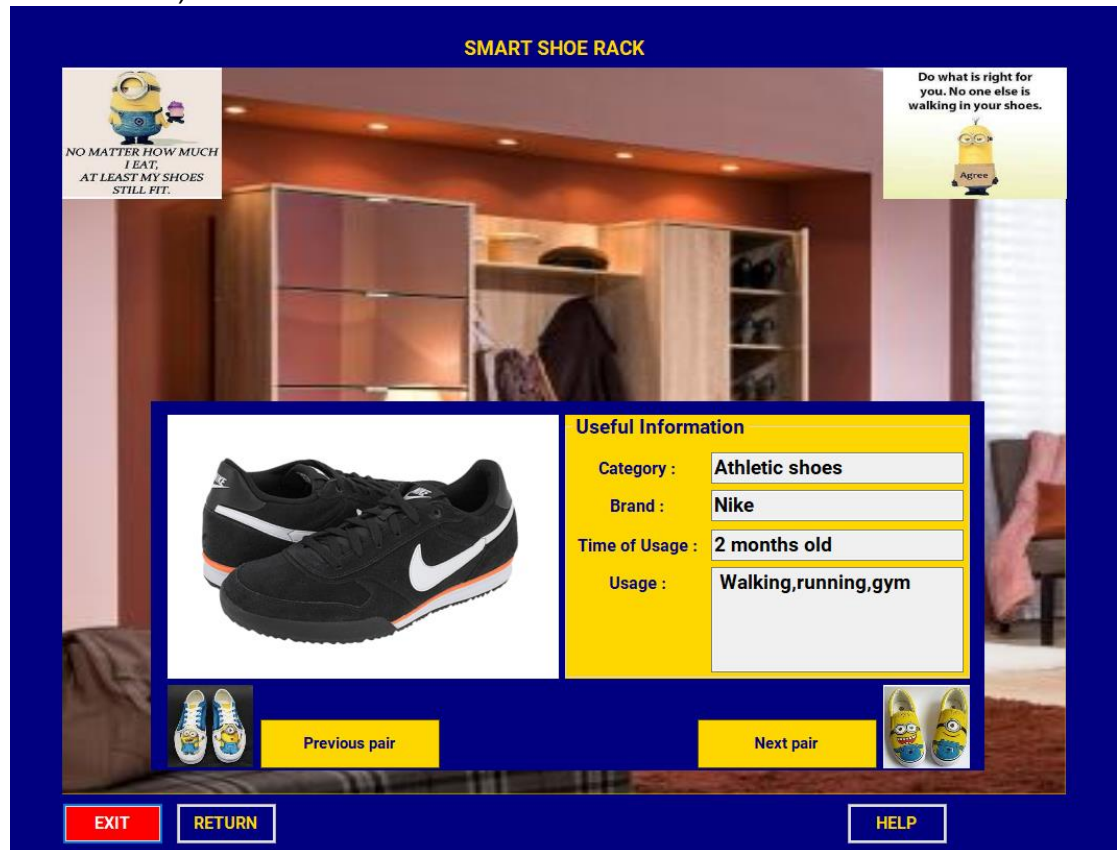 SMART SHOE RACK
NO MATTER HOW MUCH
I EAT,
AT LEAST MY SHOES
STILL FIT.
Do what is right for
you. No one else is
walking in your shoes.
Agree
Useful Information
Category :
Athletic shoes
Brand :
Nike
Time of Usage :
2 months old
Usage :
Walking,running,gym
Previous pair
Next pair
EXIT
RETURN
HELP